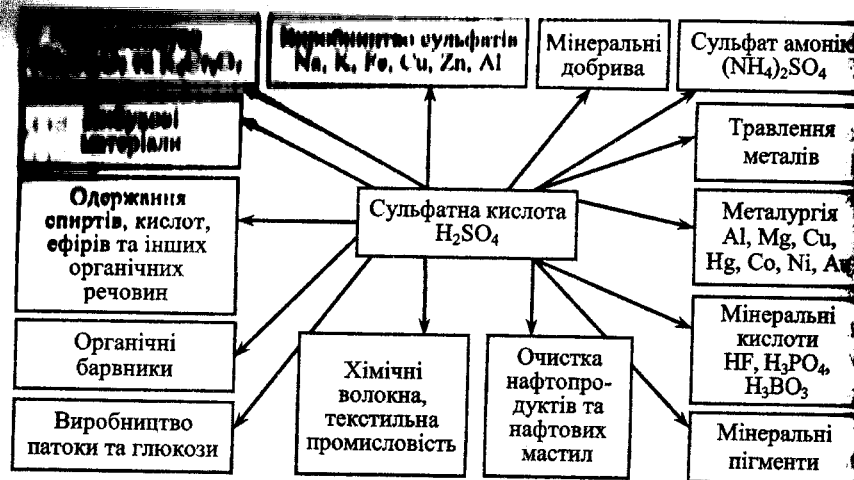 Виробництво сульфатів
Na, K, Fe, Cu, Zn, Al
Мінеральні
добрива
Сульфат амонію
(NH₄)₂SO₄
матеріали
Травлення
металів
Одержання
спиртів, кислот,
ефірів та інших
органічних
речовин
Сульфатна кислота
H₂SO₄
Металургія
Al, Mg, Cu,
Hg, Co, Ni, Au
Органічні
барвники
Хімічні
волокна,
текстильна
промисловість
Очистка
нафтопро-
дуктів та
нафтових
мастил
Мінеральні
кислоти
HF, H₃PO₄,
H₃BO₃
Виробництво
патоки та глюкози
Мінеральні
пігменти